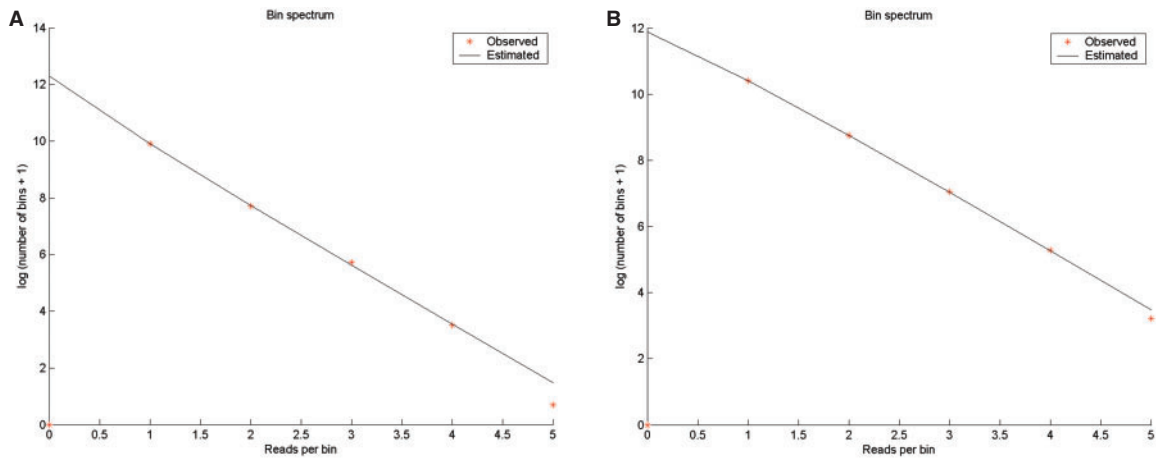 A
Bin spectrum
14
12
10
8
6
4
2
0
log (number of bins + 1)
Observed
Estimated
0 0.5 1 1.5 2 2.5 3 3.5 4 4.5 5
Reads per bin
B
Bin spectrum
12
10
8
6
4
2
0
log (number of bins + 1)
Observed
Estimated
0 0.5 1 1.5 2 2.5 3 3.5 4 4.5 5
Reads per bin